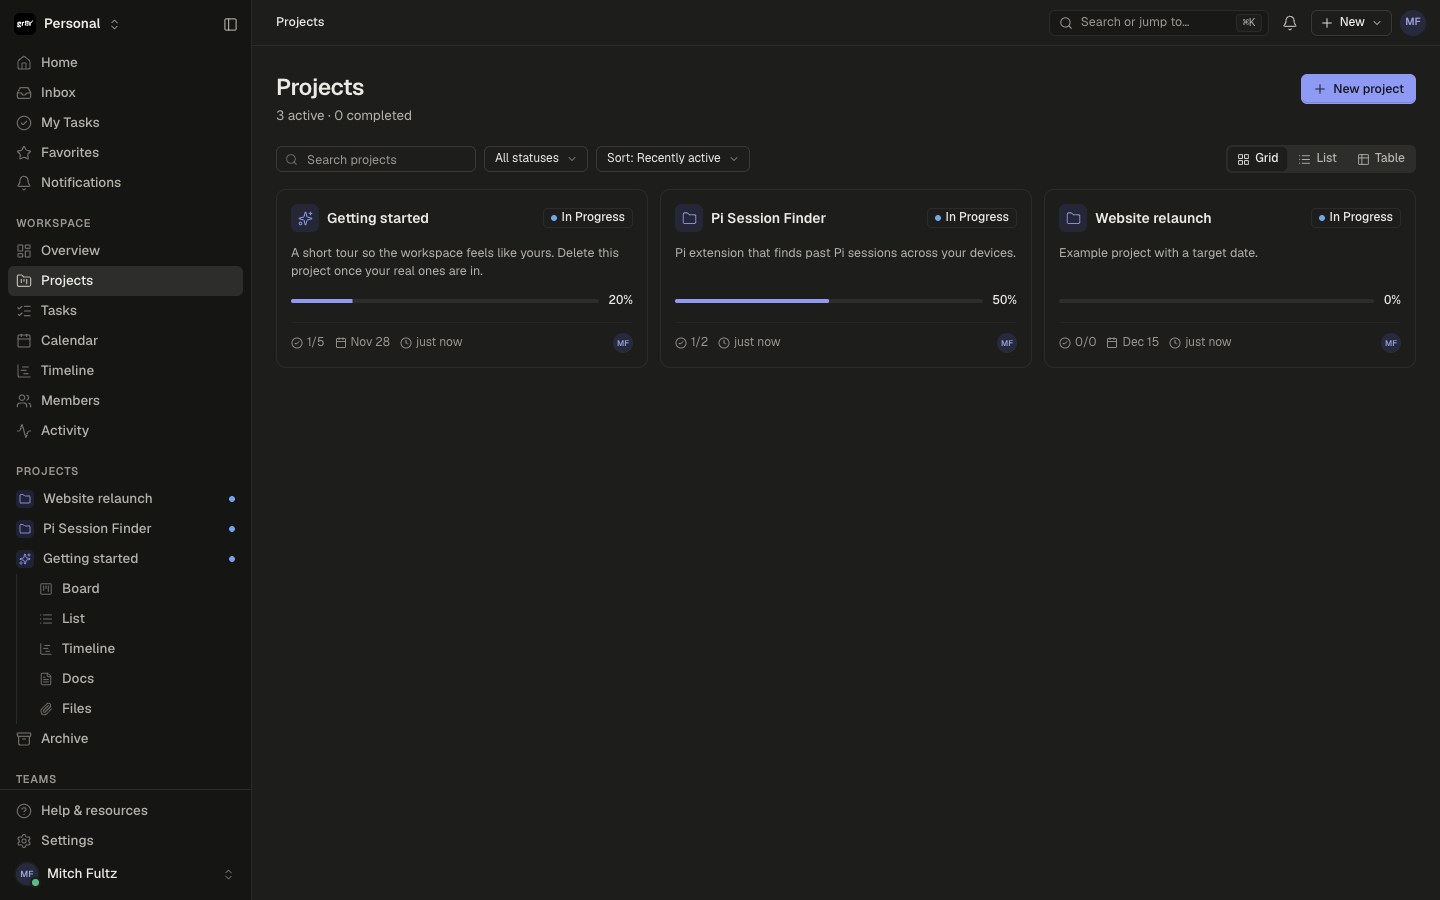 grttr
Personal
Home
Inbox
My Tasks
Favorites
Notifications
WORKSPACE
Overview
Projects
Tasks
Calendar
Timeline
Members
Activity
PROJECTS
Website relaunch
Pi Session Finder
Getting started
Board
List
Timeline
Docs
Files
Archive
TEAMS
Help & resources
Settings
MF Mitch Fultz
Projects
Search or jump to... ⌘K
New
MF
Projects
3 active · 0 completed
New project
Search projects
All statuses
Sort: Recently active
Grid
List
Table
Getting started
In Progress
A short tour so the workspace feels like yours. Delete this
project once your real ones are in.
20%
1/5 Nov 28 just now MF
Pi Session Finder
In Progress
Pi extension that finds past Pi sessions across your devices.
50%
1/2 just now MF
Website relaunch
In Progress
Example project with a target date.
0%
0/0 Dec 15 just now MF